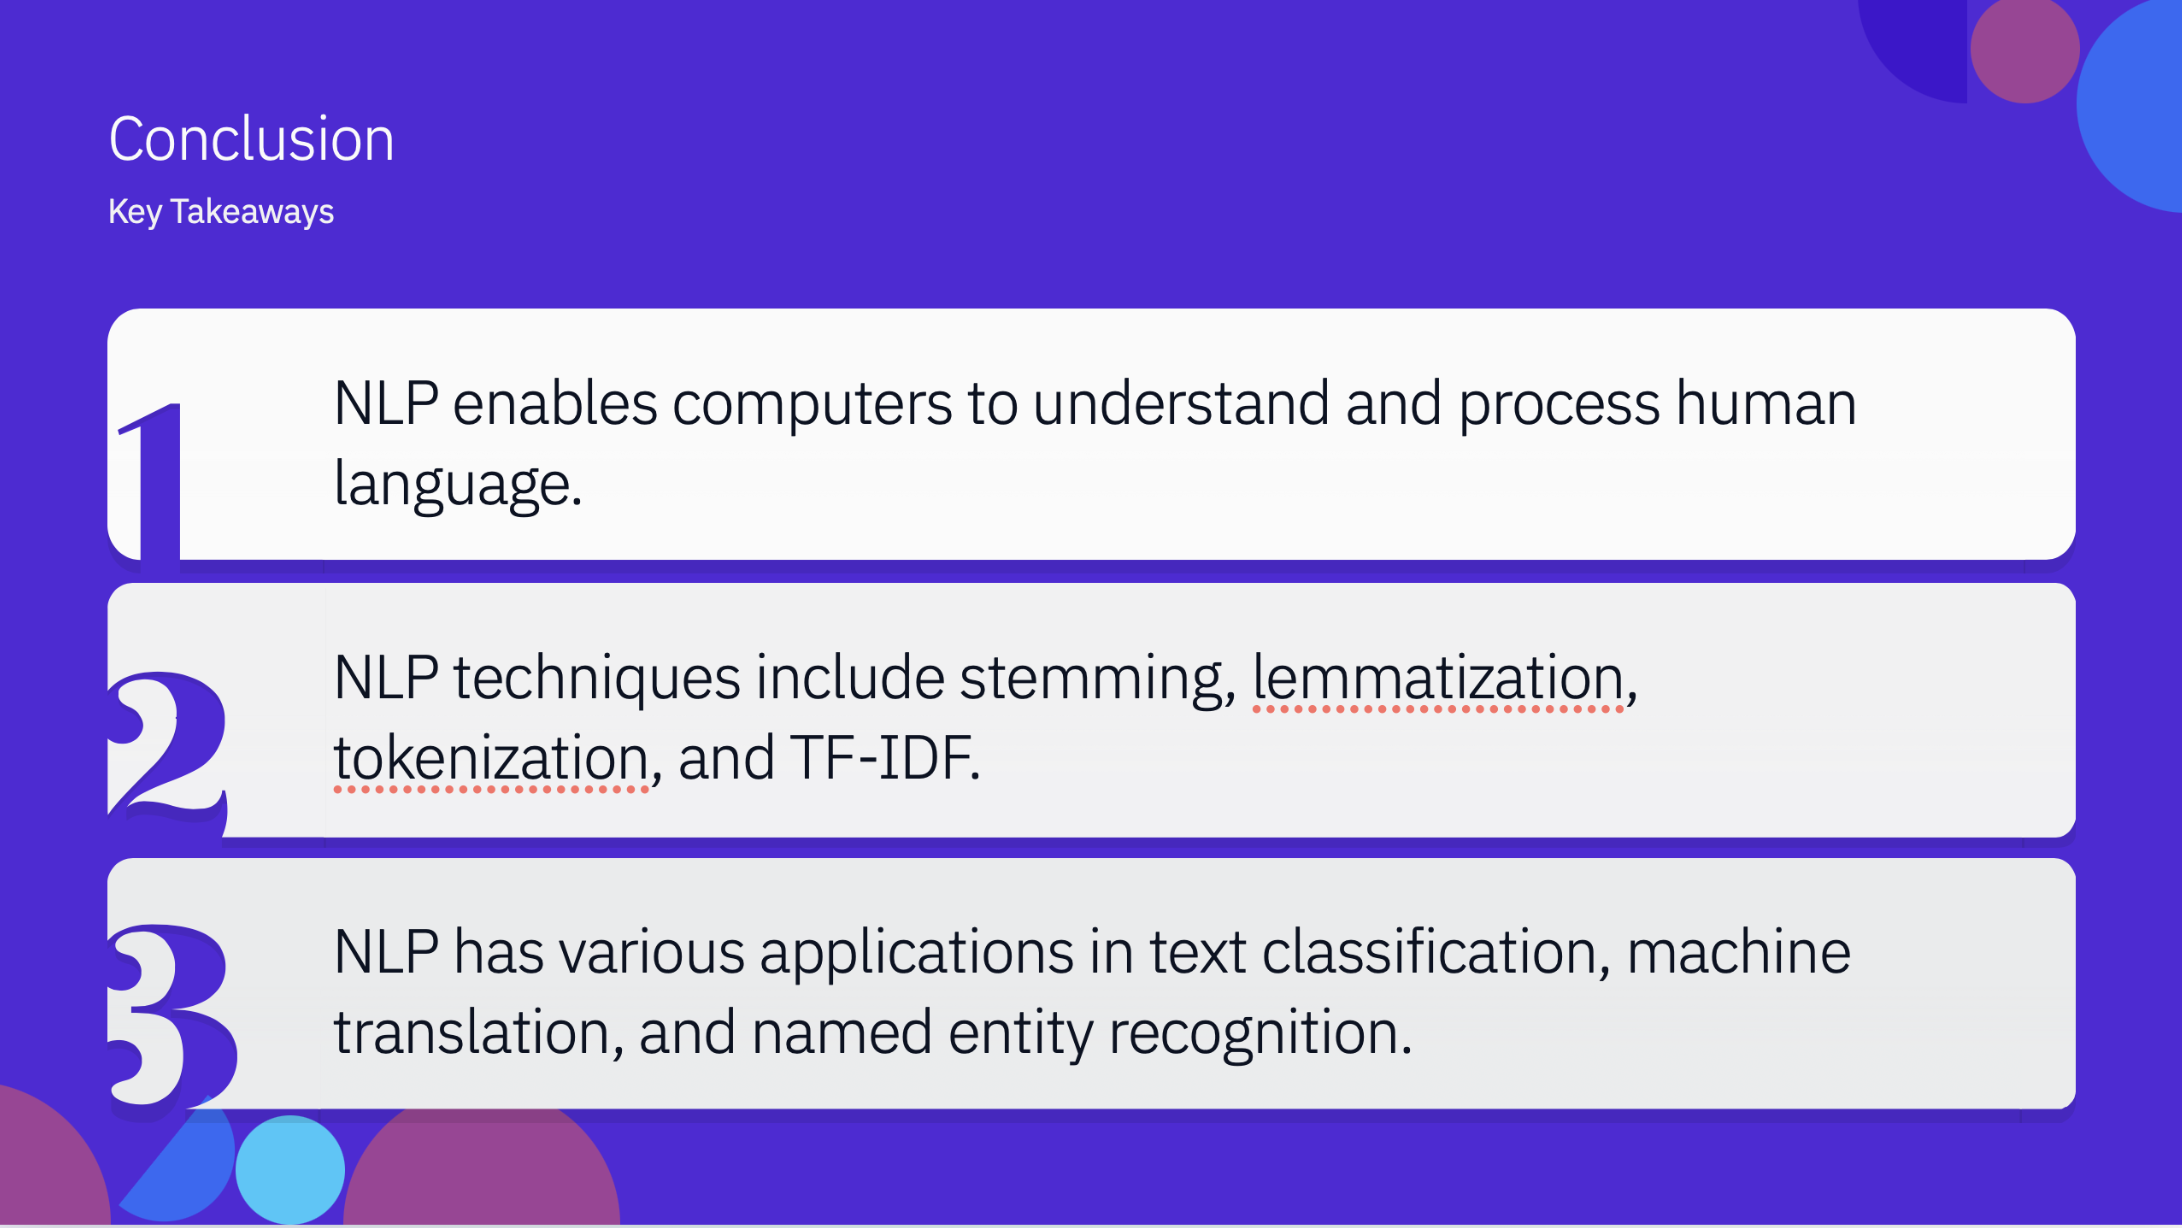 Conclusion
Key Takeaways
1
NLP enables computers to understand and process human
language.
2
NLP techniques include stemming, lemmatization,
tokenization, and TF-IDF.
3
NLP has various applications in text classification, machine
translation, and named entity recognition.